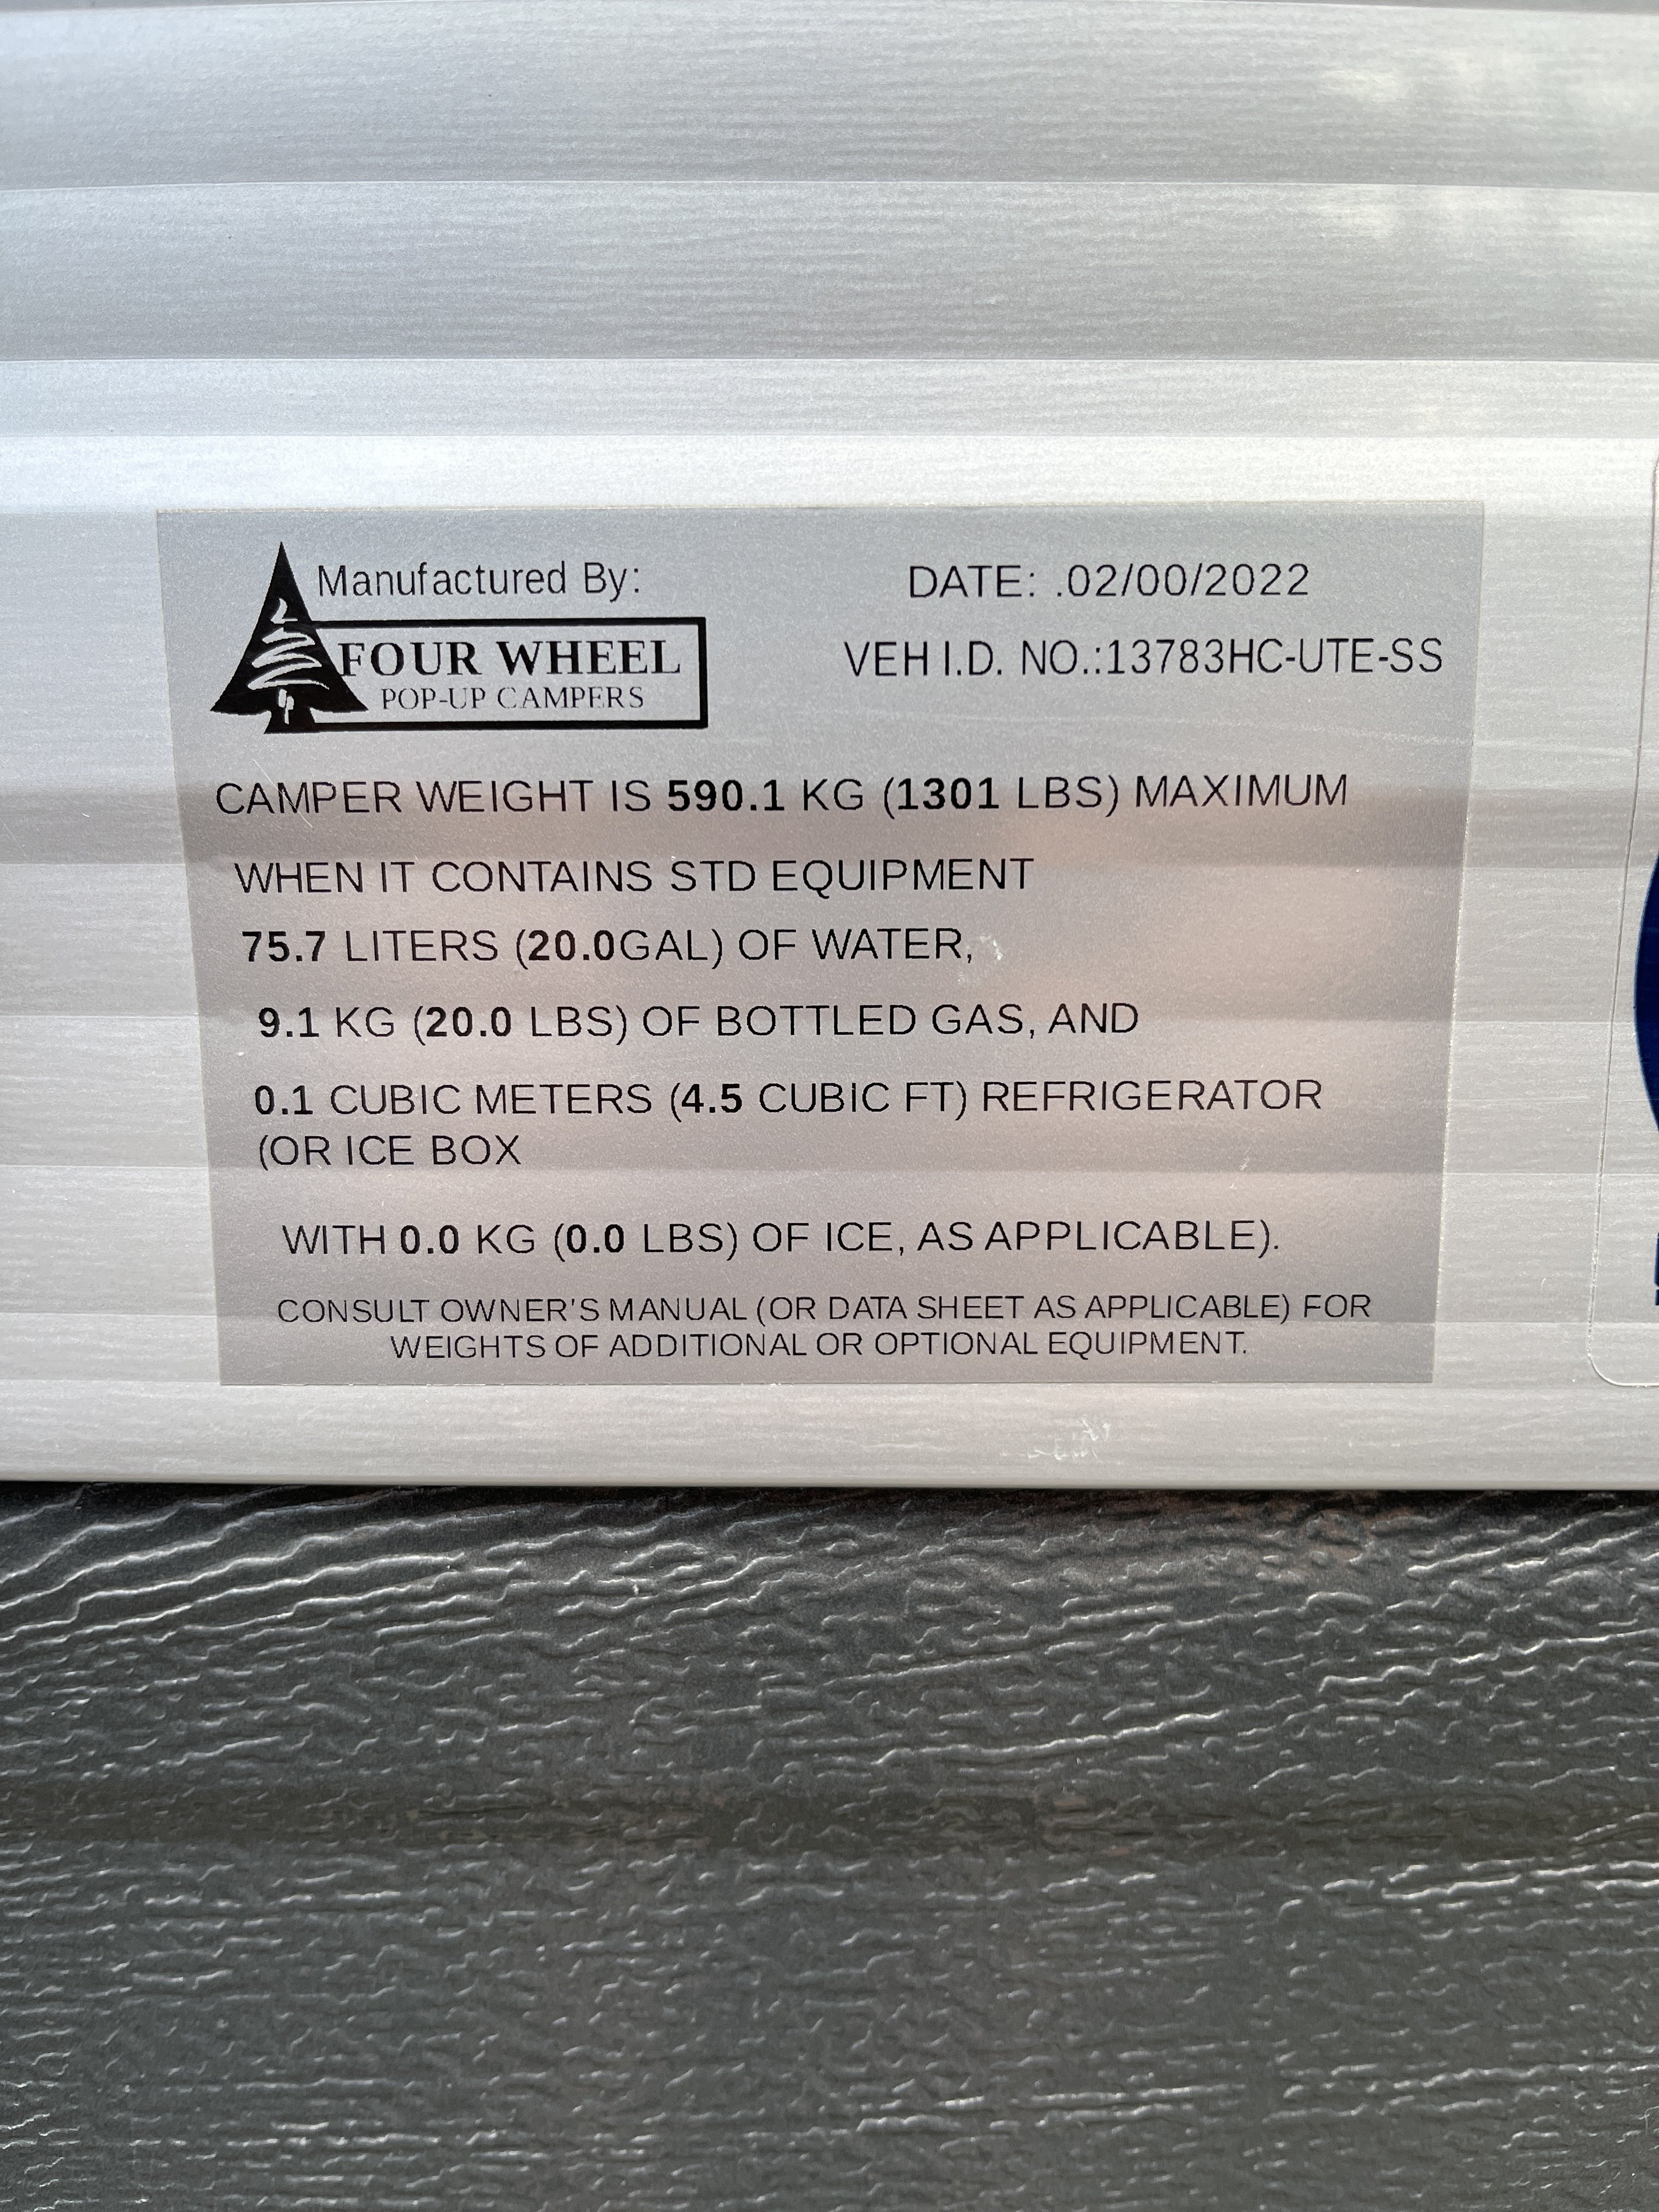 Manufactured By:
FOUR WHEEL
POP-UP CAMPERS
DATE: .02/00/2022
VEH I.D. NO.:13783HC-UTE-SS
CAMPER WEIGHT IS 590.1 KG (1301 LBS) MAXIMUM
WHEN IT CONTAINS STD EQUIPMENT
75.7 LITERS (20.0GAL) OF WATER,
9.1 KG (20.0 LBS) OF BOTTLED GAS, AND
0.1 CUBIC METERS (4.5 CUBIC FT) REFRIGERATOR
(OR ICE BOX
WITH 0.0 KG (0.0 LBS) OF ICE, AS APPLICABLE).
CONSULT OWNER'S MANUAL (OR DATA SHEET AS APPLICABLE) FOR
WEIGHTS OF ADDITIONAL OR OPTIONAL EQUIPMENT.